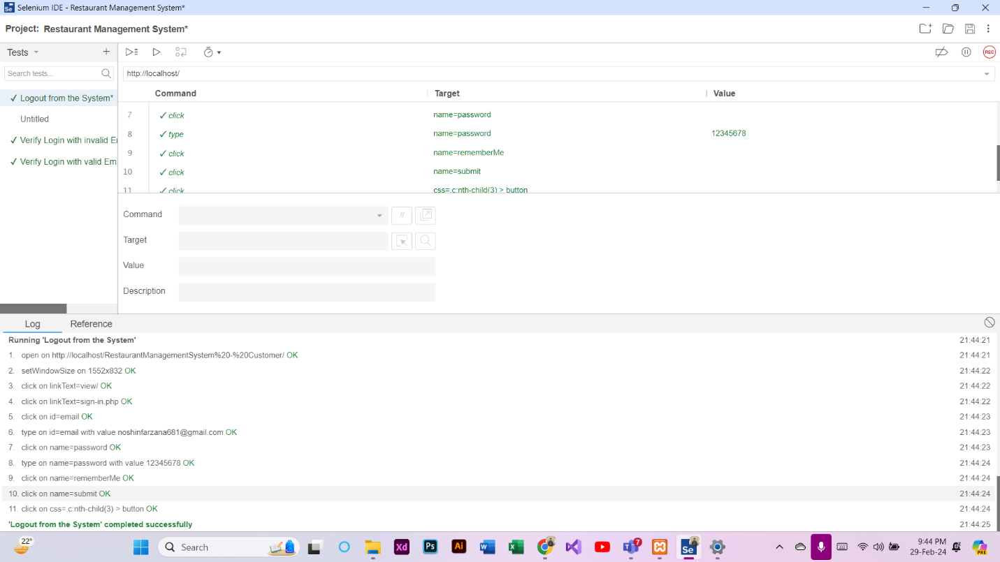 Selenium IDE - Restaurant Management System*
Project: Restaurant Management System*
Tests
Search tests...
✓ Logout from the System*
Untitled
✓ Verify Login with invalid E
✓ Verify Login with valid Em
REC
http://localhost/
Command Target Value
7 ✓ click name=password
8 ✓ type name=password 12345678
9 ✓ click name=rememberMe
10 ✓ click name=submit
11 ✓ click css=.c:nth-child(3) > button
Command //
Target
Value
Description
Log Reference
Running 'Logout from the System' 21:44:21
1. open on http://localhost/RestaurantManagementSystem%20-%20Customer/ OK 21:44:21
2. setWindowSize on 1552x832 OK 21:44:22
3. click on linkText=view/ OK 21:44:22
4. click on linkText=sign-in.php OK 21:44:22
5. click on id=email OK 21:44:23
6. type on id=email with value noshinfarzana681@gmail.com OK 21:44:23
7. click on name=password OK 21:44:23
8. type on name=password with value 12345678 OK 21:44:24
9. click on name=rememberMe OK 21:44:24
10. click on name=submit OK 21:44:24
11. click on css=.c:nth-child(3) > button OK 21:44:24
'Logout from the System' completed successfully 21:44:25
22° Search Xd Ps Ai W X 7 Se 9:44 PM PRE
29-Feb-24